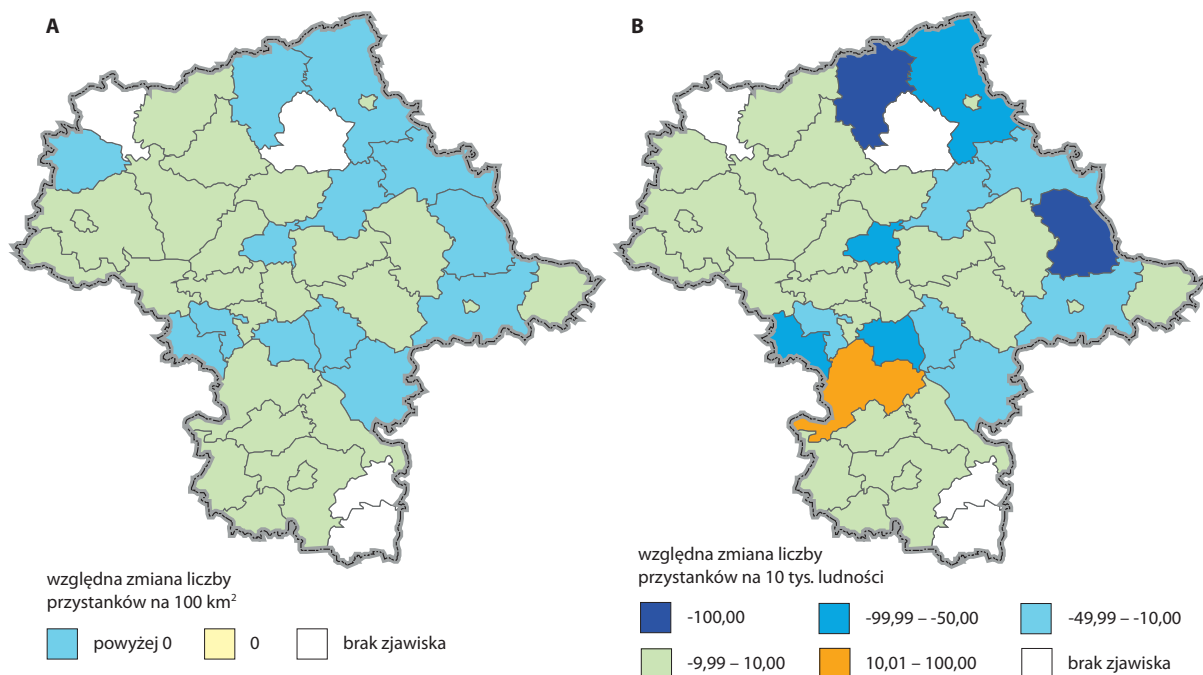 A
B
względna zmiana liczby
przystanków na 100 km²
powyżej 0
0
brak zjawiska
względna zmiana liczby
przystanków na 10 tys. ludności
-100,00
-99,99 – -50,00
-49,99 – -10,00
-9,99 – 10,00
10,01 – 100,00
brak zjawiska